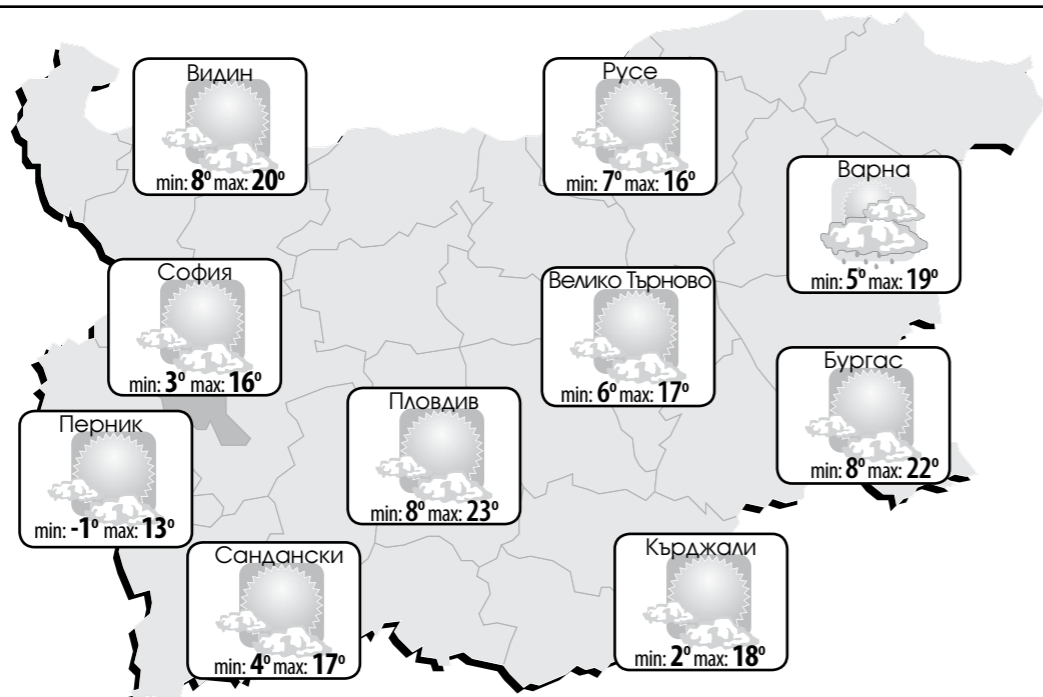 Видин
min: 8° max: 20°
Русе
min: 7° max: 16°
Варна
min: 5° max: 19°
София
min: 3° max: 16°
Велико Търново
min: 6° max: 17°
Бургас
min: 8° max: 22°
Пловдив
min: 8° max: 23°
Перник
min: -1° max: 13°
Сандански
min: 4° max: 17°
Кърджали
min: 2° max: 18°